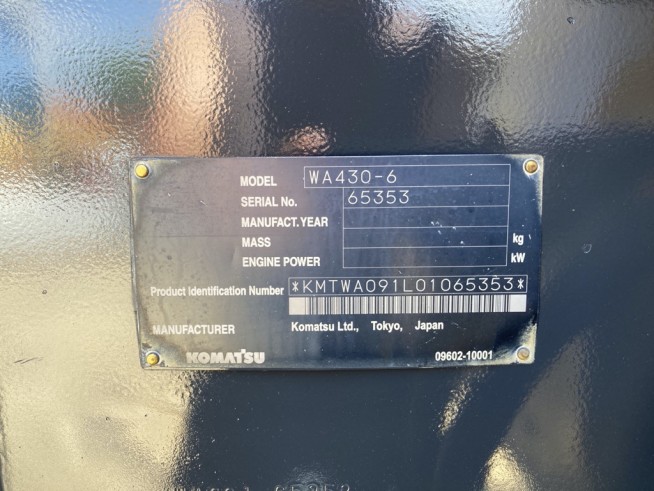 MODEL WA430-6
SERIAL No. 65353
MANUFACT. YEAR
MASS kg
ENGINE POWER kW
Product Identification Number *KMTWA091L01065353*
MANUFACTURER Komatsu Ltd., Tokyo, Japan
KOMATSU 09602-10001